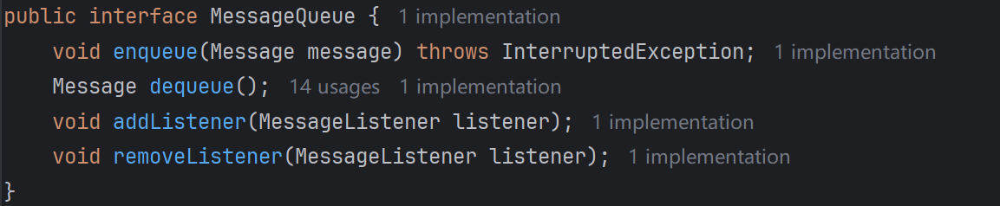 public interface MessageQueue { 1 implementation
void enqueue(Message message) throws InterruptedException; 1 implementation
Message dequeue(); 14 usages 1 implementation
void addListener(MessageListener listener); 1 implementation
void removeListener(MessageListener listener); 1 implementation
}